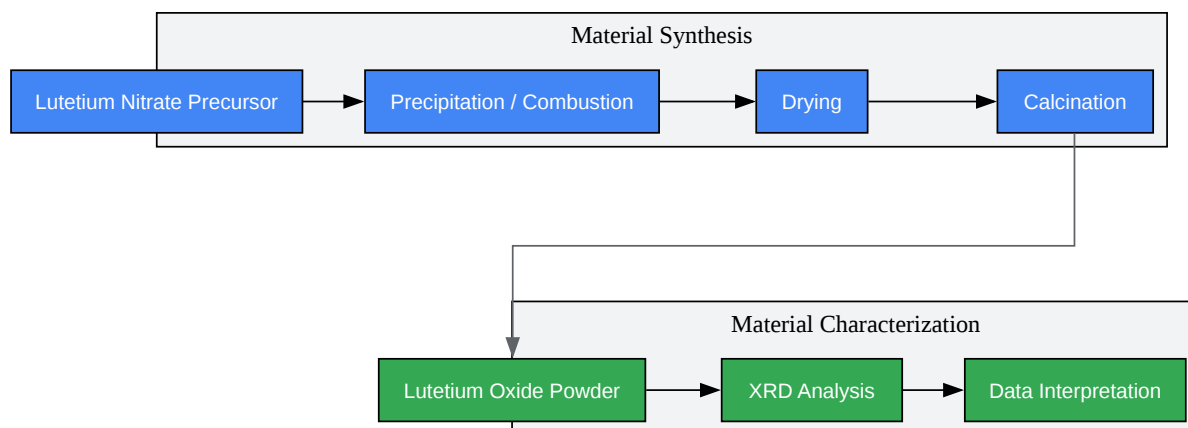 Material Synthesis
Lutetium Nitrate Precursor
Precipitation / Combustion
Drying
Calcination
Material Characterization
Lutetium Oxide Powder
XRD Analysis
Data Interpretation